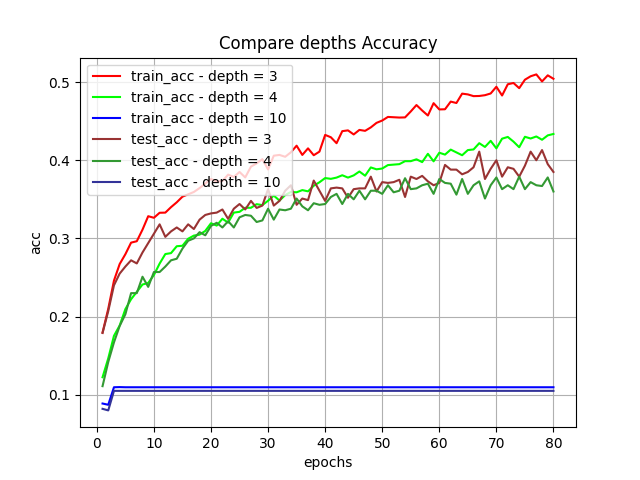 Compare depths Accuracy
train_acc - depth = 3
train_acc - depth = 4
train_acc - depth = 10
test_acc - depth = 3
test_acc - depth = 4
test_acc - depth = 10
0.5
0.4
0.3
0.2
0.1
acc
0 10 20 30 40 50 60 70 80
epochs